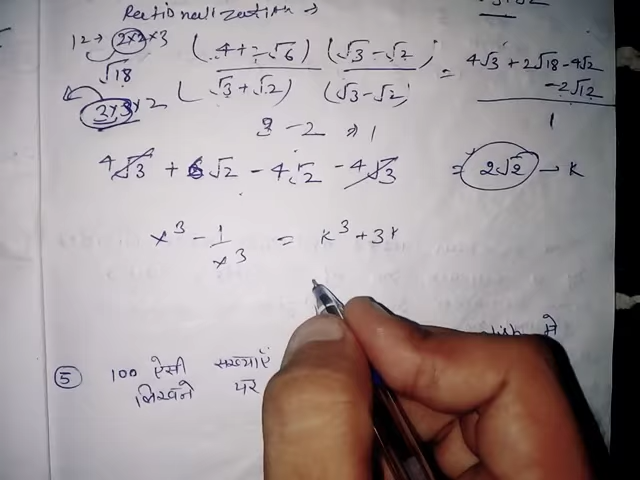 Rationalization →
12 → 2×2×3 (4+2√6) (√3−√2) = 4√3 + 2√18 − 4√2 − 2√12
√18 (√3+√2) (√3−√2) 1
3×3×2
3 − 2 ⇒ 1
4√3 + 6√2 − 4√2 − 4√3 = 2√2 → k
x³ − 1/x³ = k³ + 3k
5 100 ऐसी संख्याएँ में
लिखने पर